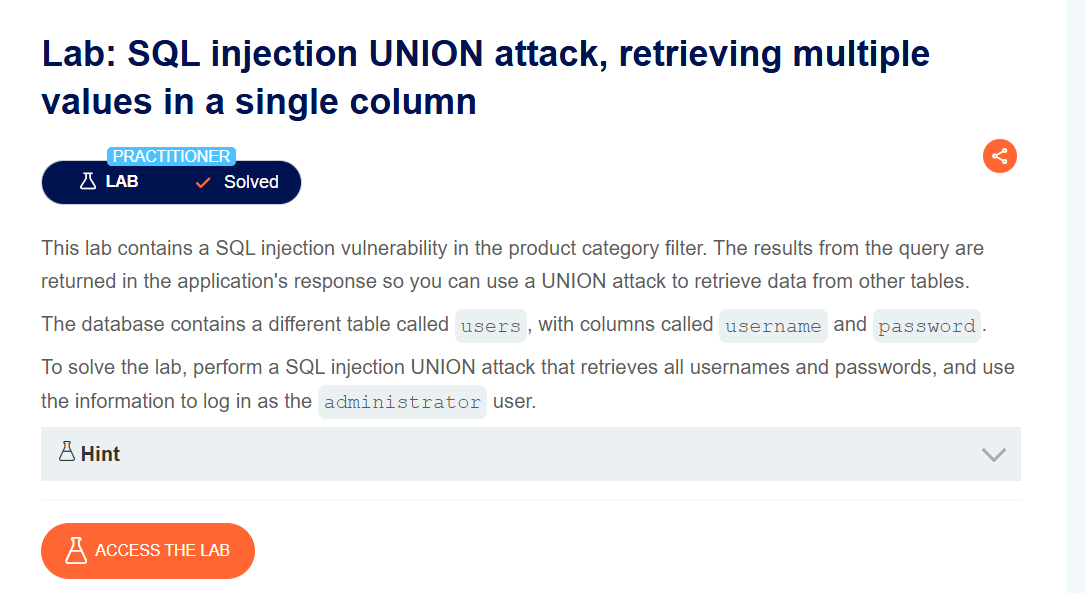 Lab: SQL injection UNION attack, retrieving multiple
values in a single column
PRACTITIONER
LAB Solved
This lab contains a SQL injection vulnerability in the product category filter. The results from the query are
returned in the application's response so you can use a UNION attack to retrieve data from other tables.
The database contains a different table called users, with columns called username and password.
To solve the lab, perform a SQL injection UNION attack that retrieves all usernames and passwords, and use
the information to log in as the administrator user.
Hint
ACCESS THE LAB